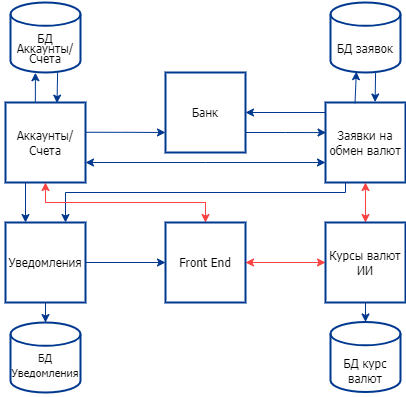 БД
Аккаунты/
Счета
БД заявок
Аккаунты/
Счета
Банк
Заявки на
обмен валют
Уведомления
Front End
Курсы валют
ИИ
БД
Уведомления
БД курс
валют